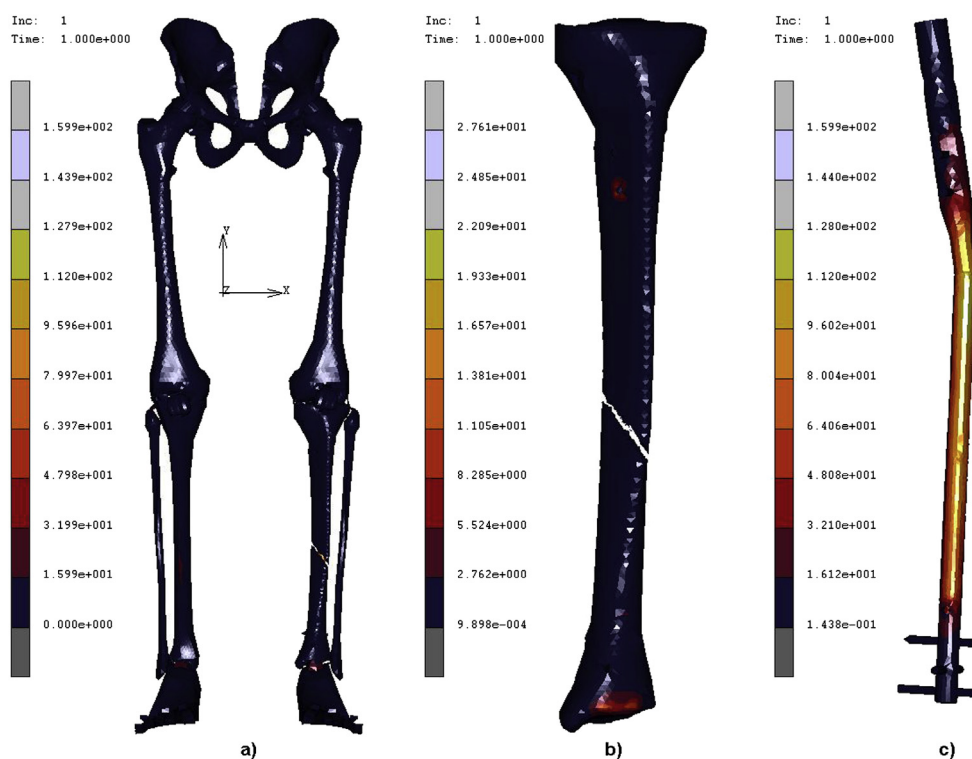 Inc: 1
Time: 1.000e+000
1.599e+002
1.439e+002
1.279e+002
1.120e+002
9.596e+001
7.997e+001
6.397e+001
4.798e+001
3.199e+001
1.599e+001
0.000e+000
Y
Z X
a)
Inc: 1
Time: 1.000e+000
2.761e+001
2.485e+001
2.209e+001
1.933e+001
1.657e+001
1.381e+001
1.105e+001
8.285e+000
5.524e+000
2.762e+000
9.898e-004
b)
Inc: 1
Time: 1.000e+000
1.599e+002
1.440e+002
1.280e+002
1.120e+002
9.602e+001
8.004e+001
6.406e+001
4.808e+001
3.210e+001
1.612e+001
1.438e-001
c)